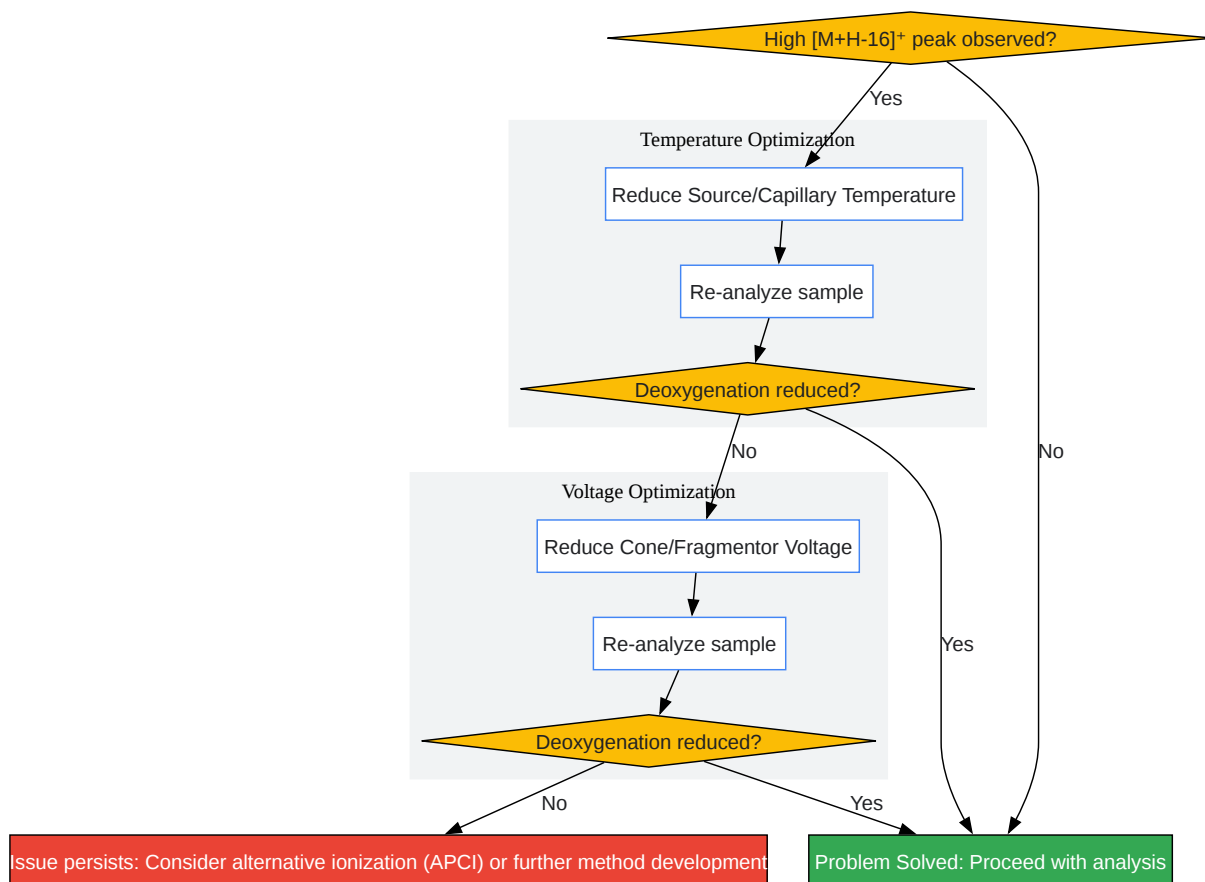 High [M+H-16]⁺ peak observed?
Yes
Temperature Optimization
Reduce Source/Capillary Temperature
Re-analyze sample
Deoxygenation reduced?
No
No
Voltage Optimization
Reduce Cone/Fragmentor Voltage
Re-analyze sample
Yes
Deoxygenation reduced?
No
Yes
Issue persists: Consider alternative ionization (APCI) or further method development
Problem Solved: Proceed with analysis